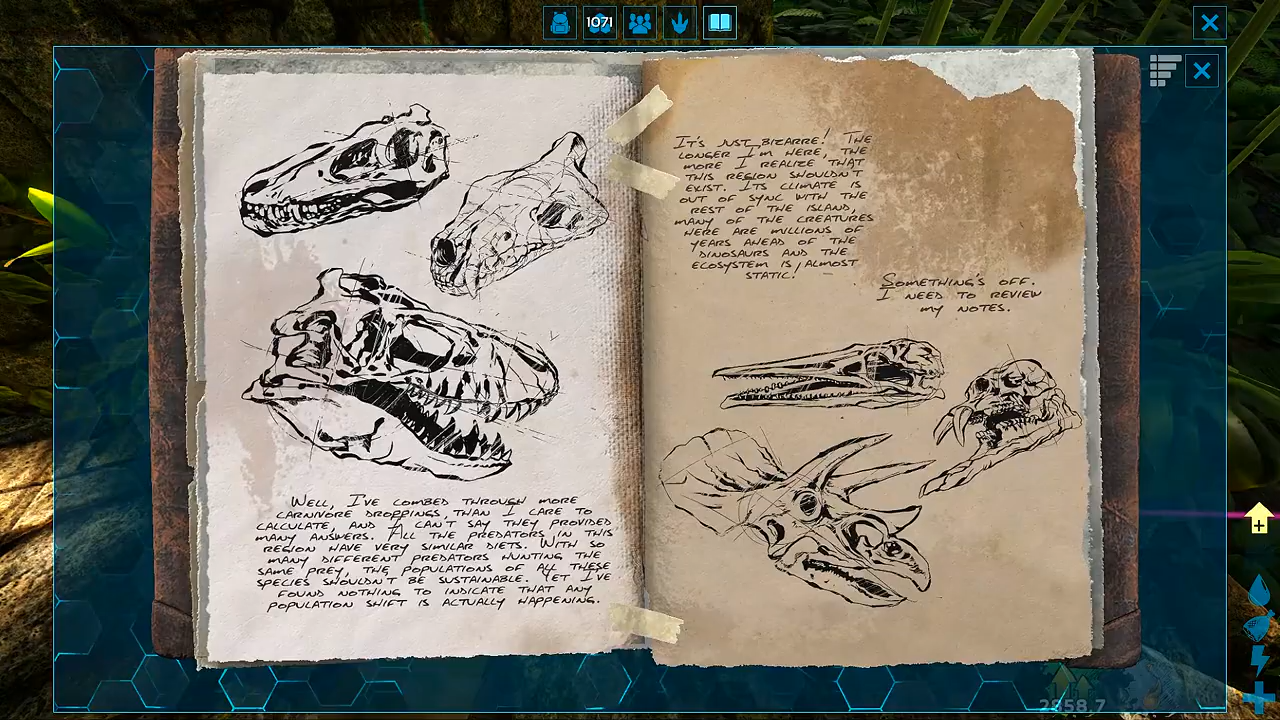 1071
Well, I've combed through more
carnivore droppings, than I care to
calculate, and I can't say they provided
many answers. All the predators in this
region have very similar diets. With so
many different predators hunting the
same prey, the populations of all these
species shouldn't be sustainable. Yet I've
found nothing to indicate that any
population shift is actually happening.
It's just bizarre! The
longer I'm here, the
more I realize that
this region shouldn't
exist. Its climate is
out of sync with the
rest of the island,
many of the creatures
here are millions of
years ahead of the
dinosaurs and the
ecosystem is, almost
static.
Something's off.
I need to review
my notes.
2858.7